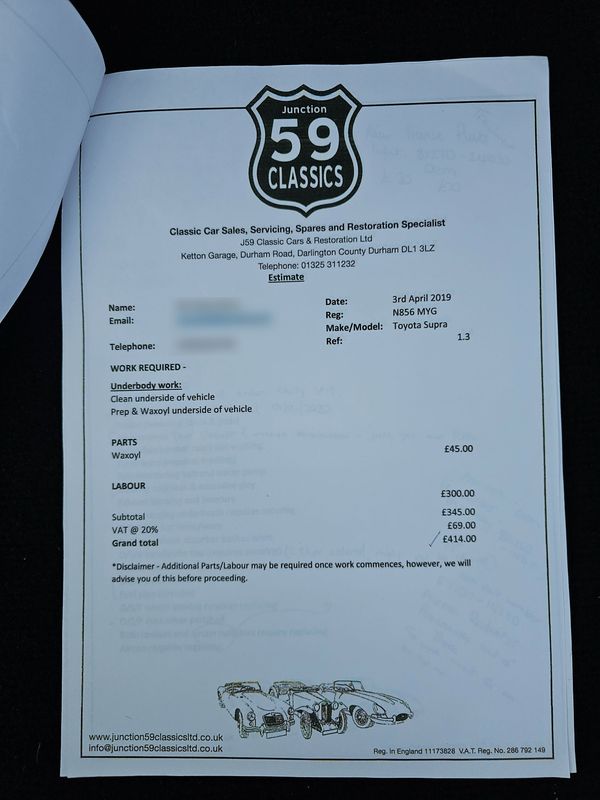 Junction
59
CLASSICS
Classic Car Sales, Servicing, Spares and Restoration Specialist
J59 Classic Cars & Restoration Ltd
Ketton Garage, Durham Road, Darlington County Durham DL1 3LZ
Telephone: 01325 311232
Estimate
Name:
Email:
Telephone:
Date: 3rd April 2019
Reg: N856 MYG
Make/Model: Toyota Supra
Ref: 1.3
WORK REQUIRED -
Underbody work:
Clean underside of vehicle
Prep & Waxoyl underside of vehicle
PARTS
Waxoyl £45.00
LABOUR
£300.00
Subtotal £345.00
VAT @ 20% £69.00
Grand total £414.00
*Disclaimer - Additional Parts/Labour may be required once work commences, however, we will
advise you of this before proceeding.
www.junction59classicsltd.co.uk
info@junction59classicsltd.co.uk
Reg. In England 11173828 V.A.T. Reg. No. 286 792 149